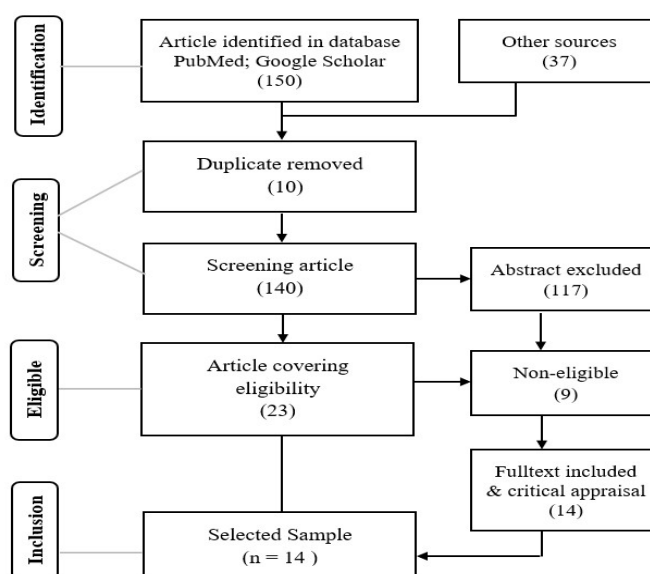 Identification
Article identified in database
PubMed; Google Scholar
(150)
Other sources
(37)
Screening
Duplicate removed
(10)
Screening article
(140)
Abstract excluded
(117)
Eligible
Article covering
eligibility
(23)
Non-eligible
(9)
Fulltext included
& critical appraisal
(14)
Inclusion
Selected Sample
(n = 14 )